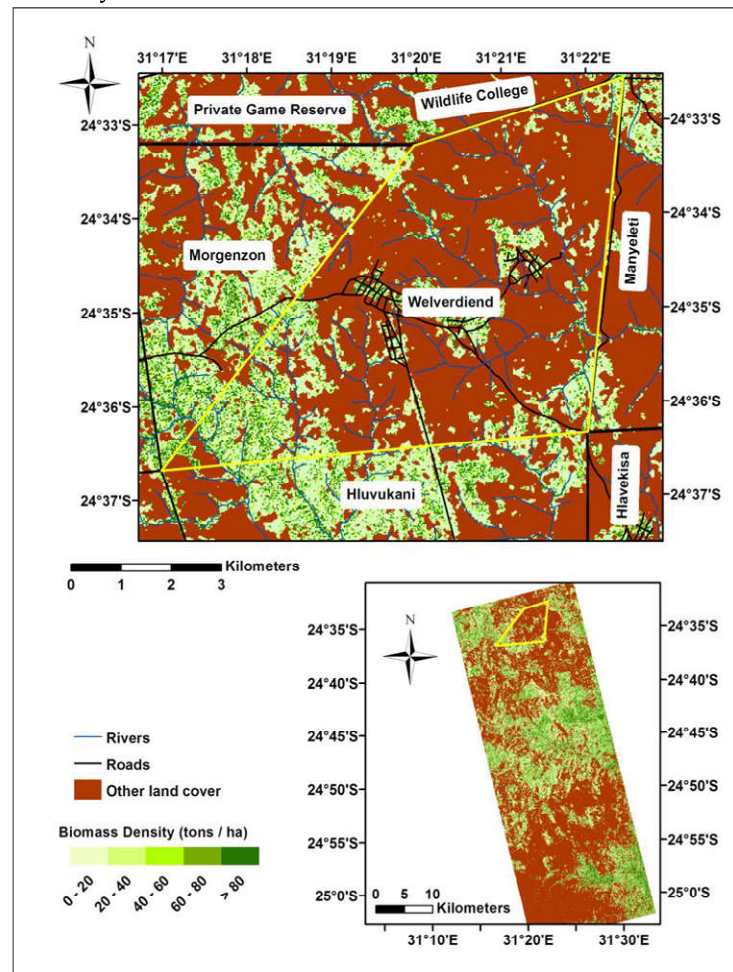 N
31°17'E 31°18'E 31°19'E 31°20'E 31°21'E 31°22'E
24°33'S
24°34'S
24°35'S
24°36'S
24°37'S
Private Game Reserve
Wildlife College
Morgenzon
Welverdiend
Manyeleti
Hluvukani
Hlavekisa
24°33'S
24°34'S
24°35'S
24°36'S
24°37'S
Kilometers
0 1 2 3
N
24°35'S
24°40'S
24°45'S
24°50'S
24°55'S
25°0'S
24°35'S
24°40'S
24°45'S
24°50'S
24°55'S
25°0'S
0 5 10
Kilometers
31°10'E 31°20'E 31°30'E
Rivers
Roads
Other land cover
Biomass Density (tons / ha)
0 - 20
20 - 40
40 - 60
60 - 80
> 80